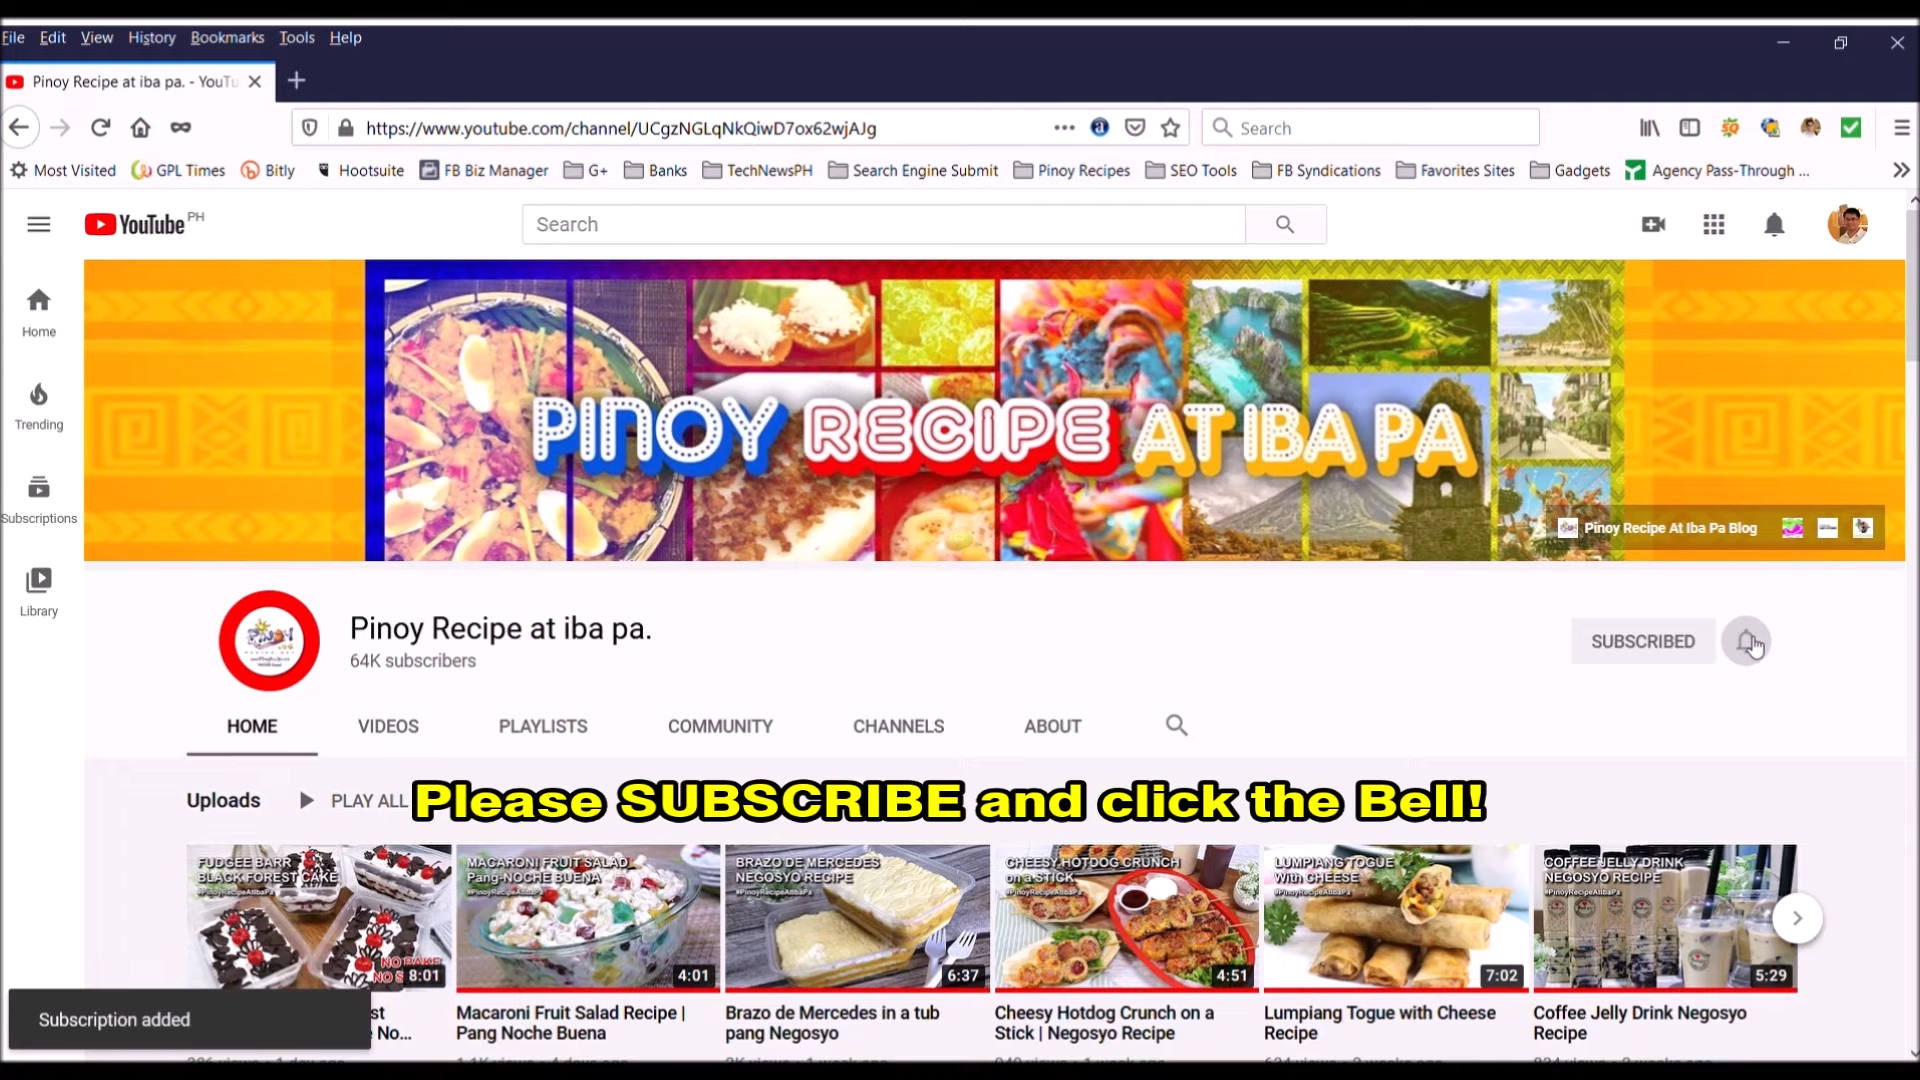 File Edit View History Bookmarks Tools Help
Pinoy Recipe at iba pa. - YouTu
https://www.youtube.com/channel/UCgzNGLqNkQiwD7ox62wjAJg
Search
Most Visited GPL Times Bitly Hootsuite FB Biz Manager G+ Banks TechNewsPH Search Engine Submit Pinoy Recipes SEO Tools FB Syndications Favorites Sites Gadgets Agency Pass-Through ...
YouTube PH
Search
Home
Trending
Subscriptions
Library
PINOY RECIPE AT IBA PA
Pinoy Recipe At Iba Pa Blog
Pinoy Recipe at iba pa.
64K subscribers
SUBSCRIBED
HOME VIDEOS PLAYLISTS COMMUNITY CHANNELS ABOUT
Uploads PLAY ALL
Please SUBSCRIBE and click the Bell!
FUDGEE BARR
BLACK FOREST CAKE
#PinoyRecipeAtIbaPa
NO BAKE
8:01
MACARONI FRUIT SALAD
Pang-NOCHE BUENA
#PinoyRecipeAtIbaPa
4:01
BRAZO DE MERCEDES
NEGOSYO RECIPE
#PinoyRecipeAtIbaPa
6:37
CHEESY HOTDOG CRUNCH
on a STICK
#PinoyRecipeAtIbaPa
4:51
LUMPIANG TOGUE
With CHEESE
#PinoyRecipeAtIbaPa
7:02
COFFEE JELLY DRINK
NEGOSYO RECIPE
#PinoyRecipeAtIbaPa
5:29
Macaroni Fruit Salad Recipe |
Pang Noche Buena
Brazo de Mercedes in a tub
pang Negosyo
Cheesy Hotdog Crunch on a
Stick | Negosyo Recipe
Lumpiang Togue with Cheese
Recipe
Coffee Jelly Drink Negosyo
Recipe
Subscription added